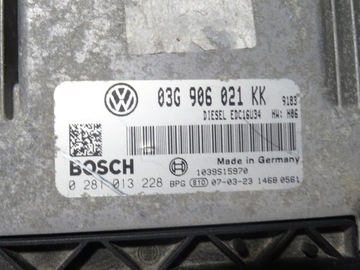 03G 906 021 KK 9183
DIESEL EDC16U34 HW: H06
Made in Germany
BOSCH
1039S15970
0 281 013 228 BPG 810 07-03-23 1468 0561